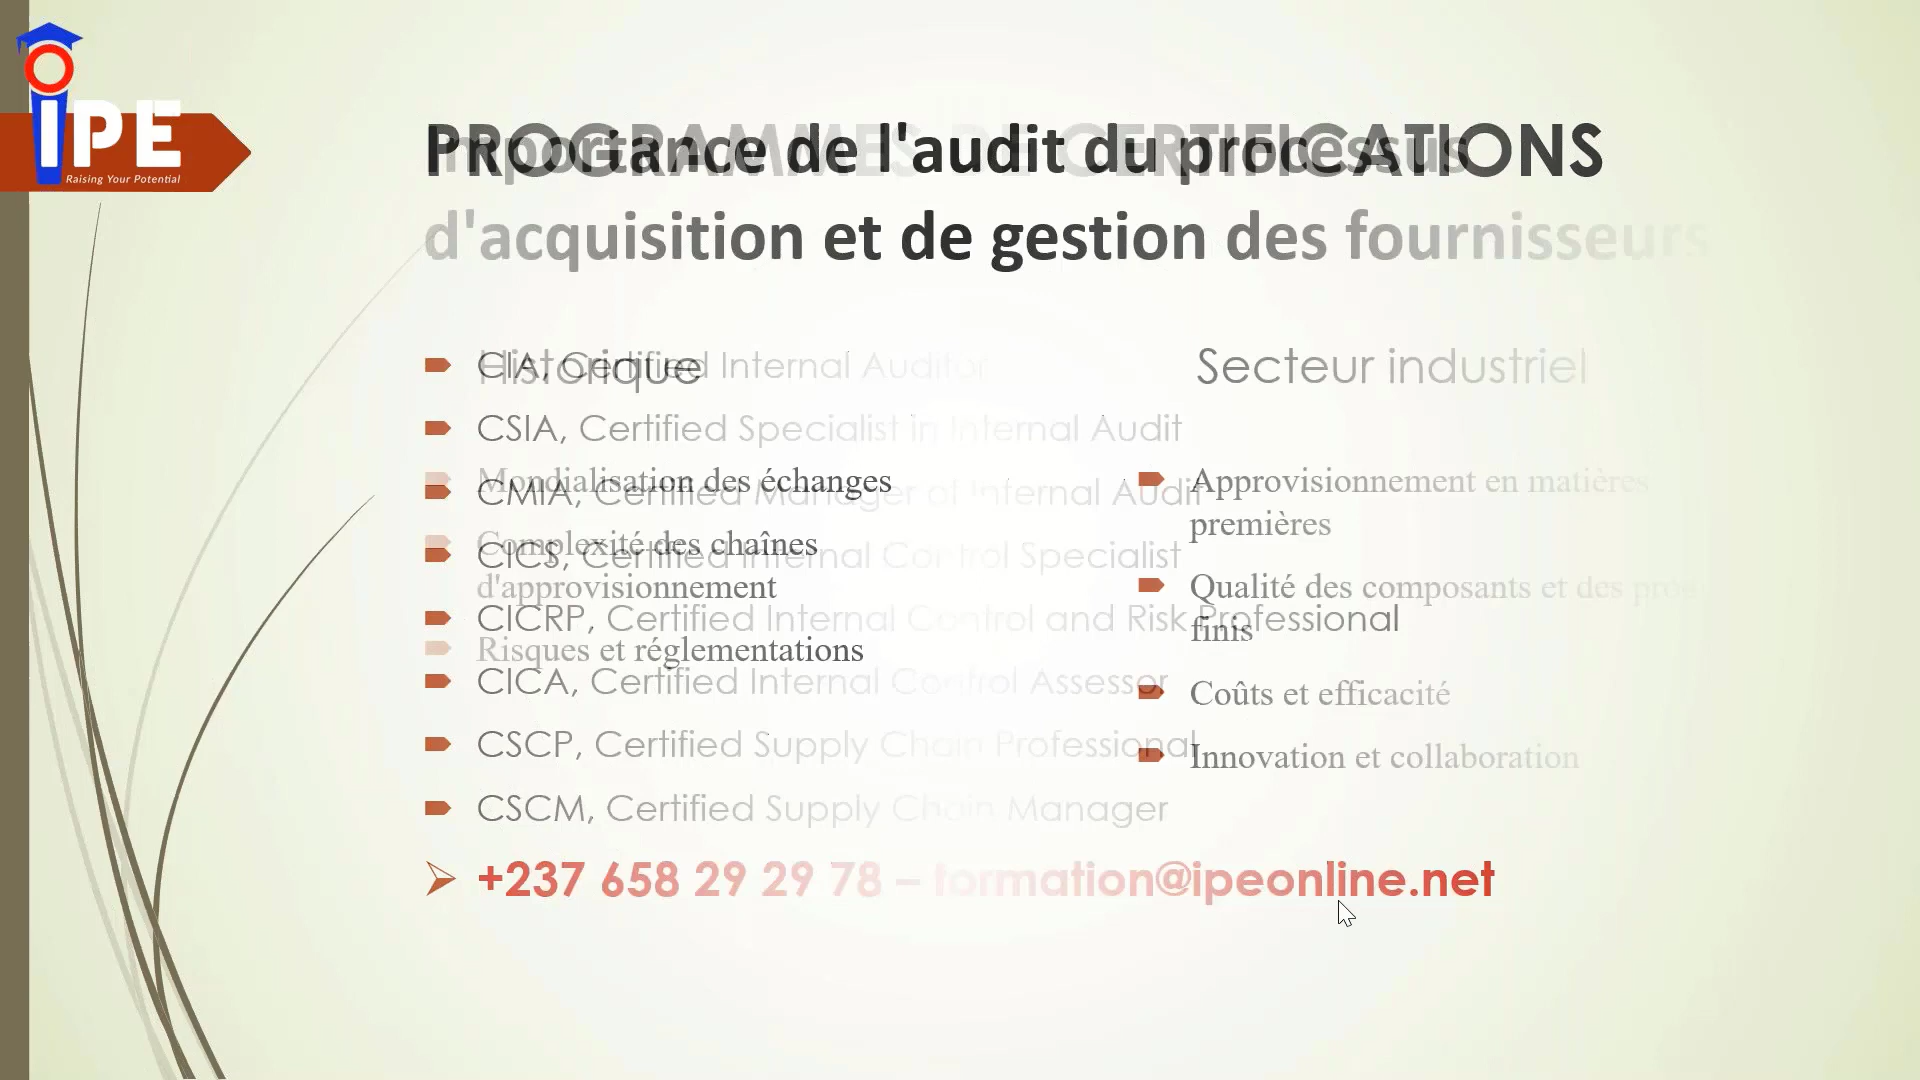 IPE
Raising Your Potential
PROGRAMMES DE CERTIFICATIONS
Importance de l'audit du processus
d'acquisition et de gestion des fournisseurs
CIA, Certified Internal Auditor
CSIA, Certified Specialist in Internal Audit
CMIA, Certified Manager of Internal Audit
CICS, Certified Internal Control Specialist
CICRP, Certified Internal Control and Risk Professional
CICA, Certified Internal Control Assessor
CSCP, Certified Supply Chain Professional
CSCM, Certified Supply Chain Manager
+237 658 29 29 78 – formation@ipeonline.net
Historique
Mondialisation des échanges
Complexité des chaînes
d'approvisionnement
Risques et réglementations
Secteur industriel
Approvisionnement en matières
premières
Qualité des composants et des
finis
Coûts et efficacité
Innovation et collaboration